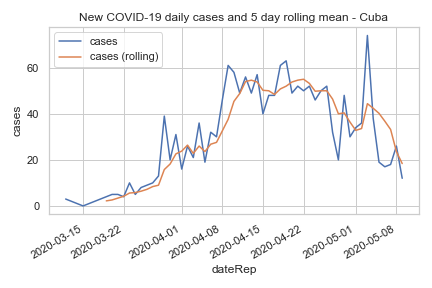 New COVID-19 daily cases and 5 day rolling mean - Cuba
cases
cases (rolling)
cases
60
40
20
0
2020-03-15
2020-03-22
2020-04-01
2020-04-08
2020-04-15
2020-04-22
2020-05-01
2020-05-08
dateRep